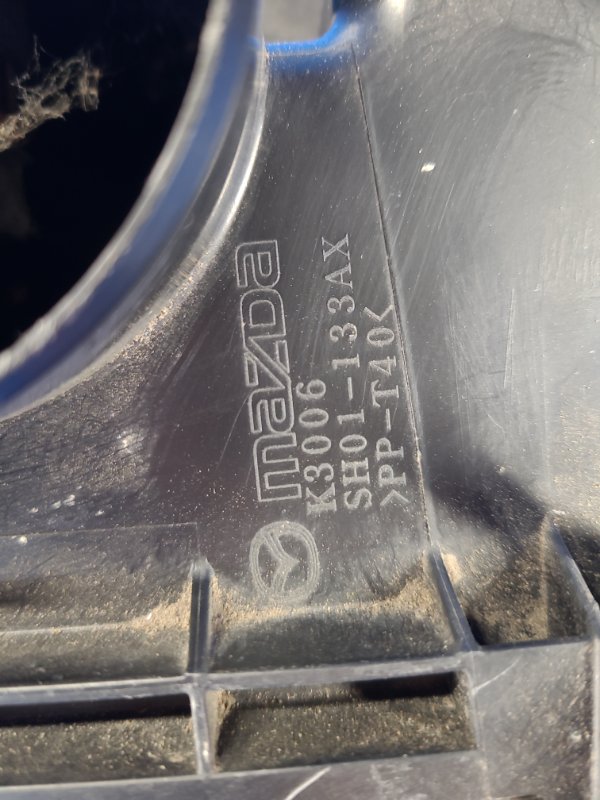 mazda
K3006
SH01-133AX
>PP-T40<